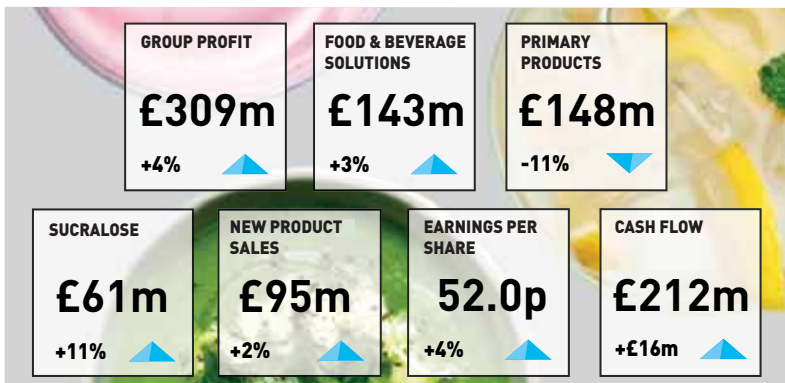 GROUP PROFIT
£309m
+4%
FOOD & BEVERAGE
SOLUTIONS
£143m
+3%
PRIMARY
PRODUCTS
£148m
-11%
SUCRALOSE
£61m
+11%
NEW PRODUCT
SALES
£95m
+2%
EARNINGS PER
SHARE
52.0p
+4%
CASH FLOW
£212m
+£16m